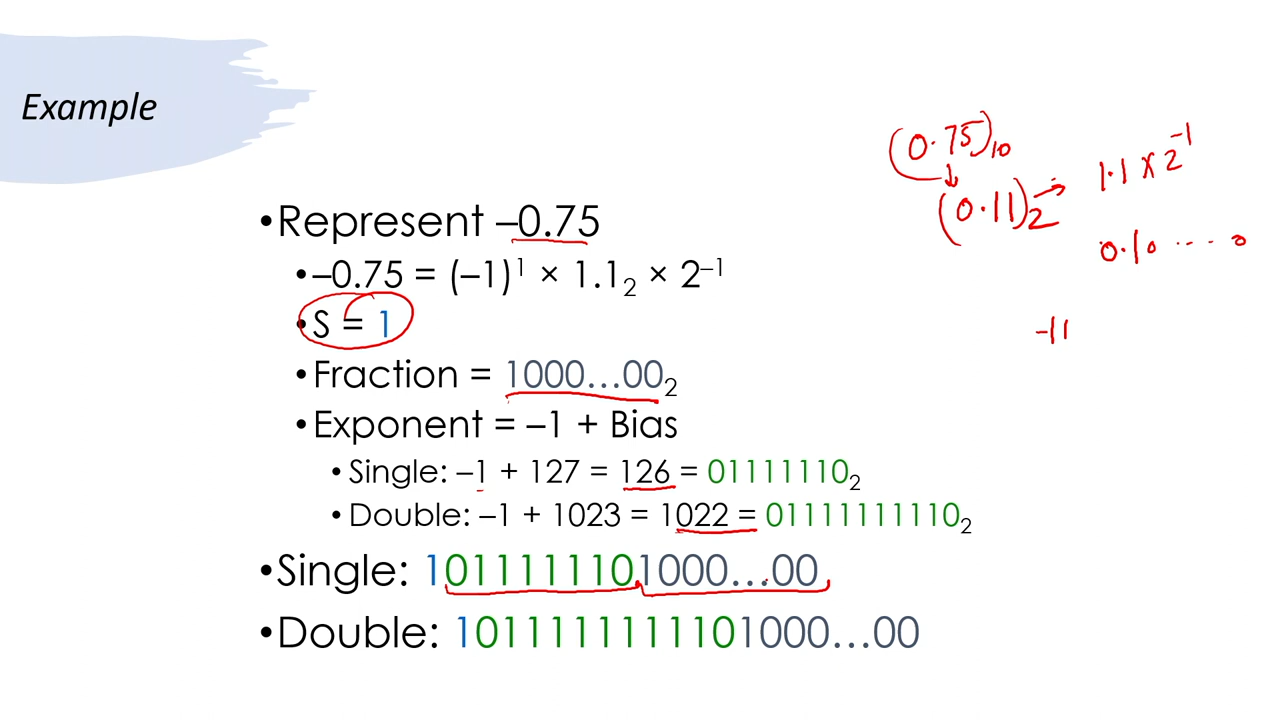 Example
(0.75)10
(0.11)2 → 1.1 x 2^-1
0.10 .... 0
-11
•Represent –0.75
•–0.75 = (–1)¹ × 1.1₂ × 2⁻¹
•S = 1
•Fraction = 1000…00₂
•Exponent = –1 + Bias
•Single: –1 + 127 = 126 = 01111110₂
•Double: –1 + 1023 = 1022 = 01111111110₂
•Single: 1011111101000…00
•Double: 1011111111101000…00